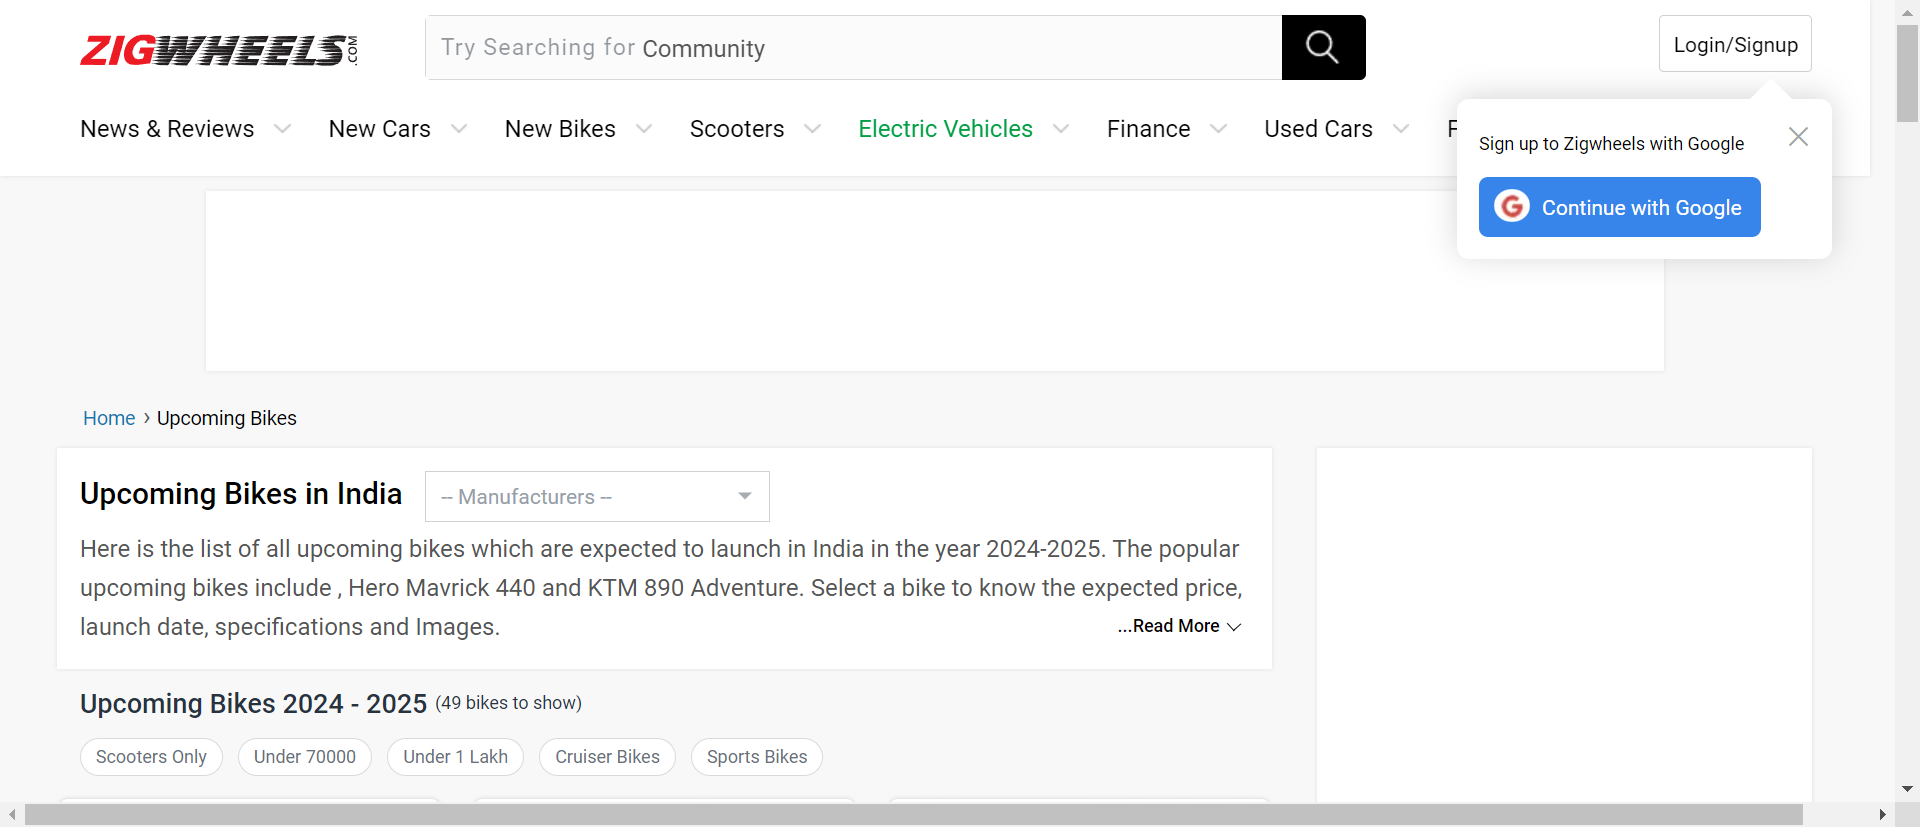 ZIGWHEELS.COM
Try Searching for Community
Login/Signup
News & Reviews New Cars New Bikes Scooters Electric Vehicles Finance Used Cars F
Sign up to Zigwheels with Google
G Continue with Google
Home › Upcoming Bikes
Upcoming Bikes in India
-- Manufacturers --
Here is the list of all upcoming bikes which are expected to launch in India in the year 2024-2025. The popular
upcoming bikes include , Hero Mavrick 440 and KTM 890 Adventure. Select a bike to know the expected price,
launch date, specifications and Images.
...Read More
Upcoming Bikes 2024 - 2025 (49 bikes to show)
Scooters Only Under 70000 Under 1 Lakh Cruiser Bikes Sports Bikes